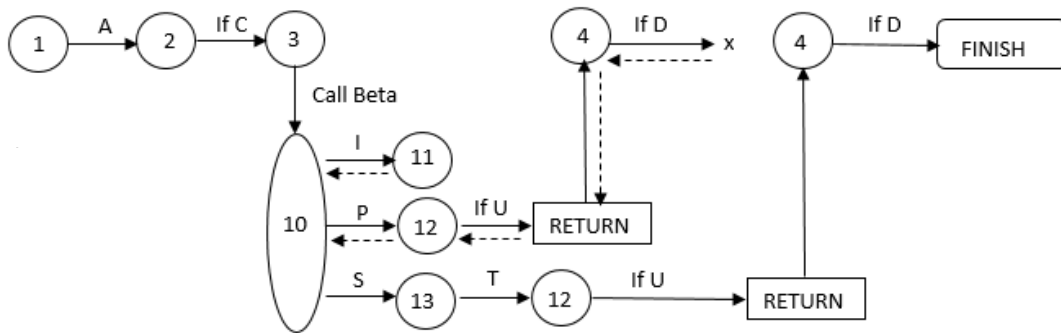 1 A 2 If C 3 4 If D x 4 If D FINISH
Call Beta
I 11
10 P 12 If U RETURN
S 13 T 12 If U RETURN